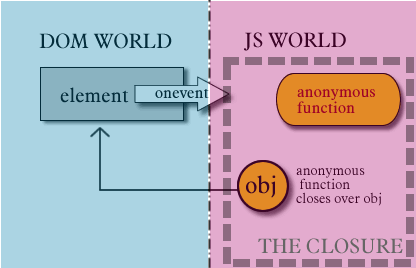 DOM WORLD
JS WORLD
element
onevent
anonymous
function
obj
anonymous
function
closes over obj
THE CLOSURE